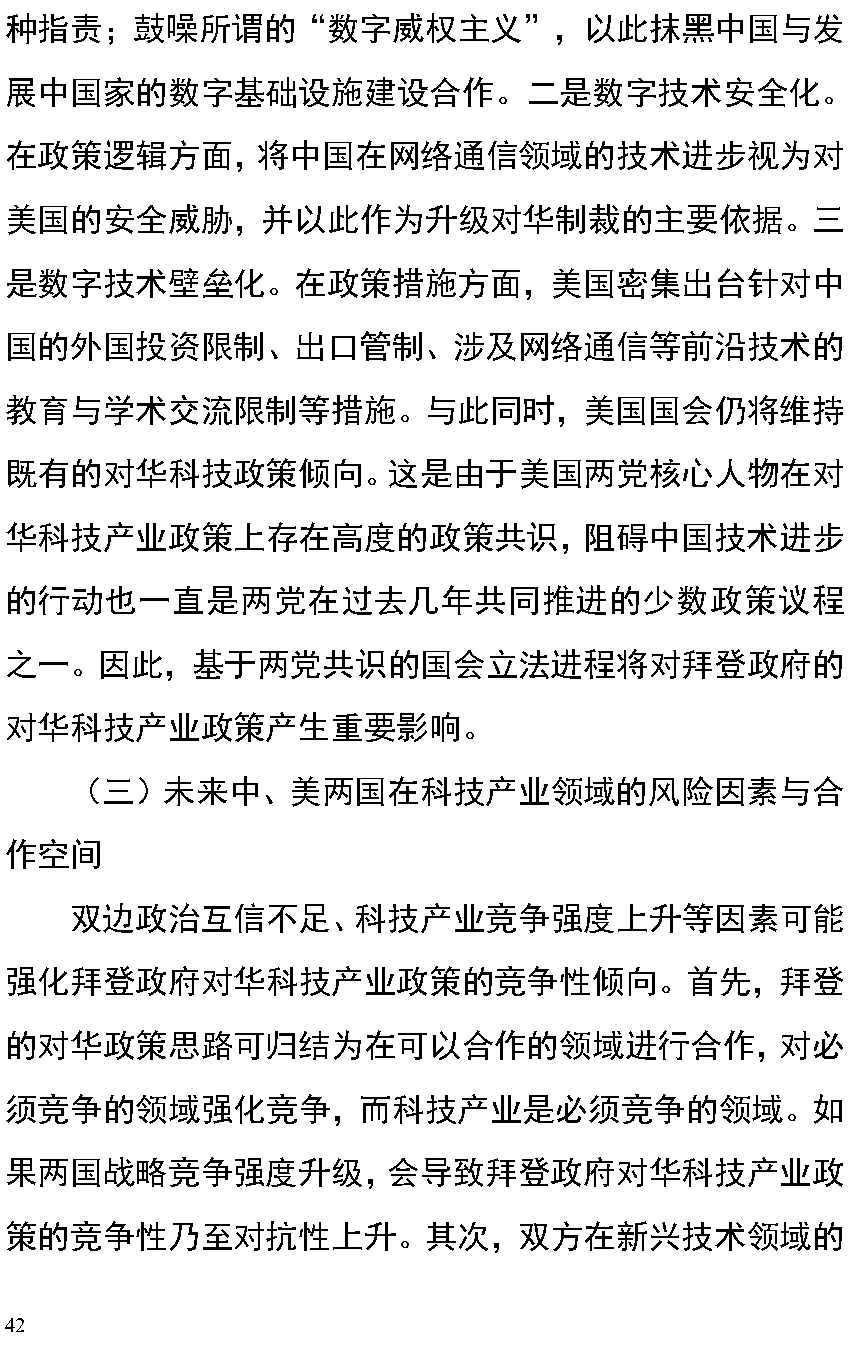 种指责；鼓噪所谓的“数字威权主义”，以此抹黑中国与发
展中国家的数字基础设施建设合作。二是数字技术安全化。
在政策逻辑方面，将中国在网络通信领域的技术进步视为对
美国的安全威胁，并以此作为升级对华制裁的主要依据。三
是数字技术壁垒化。在政策措施方面，美国密集出台针对中
国的外国投资限制、出口管制、涉及网络通信等前沿技术的
教育与学术交流限制等措施。与此同时，美国国会仍将维持
既有的对华科技政策倾向。这是由于美国两党核心人物在对
华科技产业政策上存在高度的政策共识，阻碍中国技术进步
的行动也一直是两党在过去几年共同推进的少数政策议程
之一。因此，基于两党共识的国会立法进程将对拜登政府的
对华科技产业政策产生重要影响。
（三）未来中、美两国在科技产业领域的风险因素与合
作空间
双边政治互信不足、科技产业竞争强度上升等因素可能
强化拜登政府对华科技产业政策的竞争性倾向。首先，拜登
的对华政策思路可归结为在可以合作的领域进行合作，对必
须竞争的领域强化竞争，而科技产业是必须竞争的领域。如
果两国战略竞争强度升级，会导致拜登政府对华科技产业政
策的竞争性乃至对抗性上升。其次，双方在新兴技术领域的
42